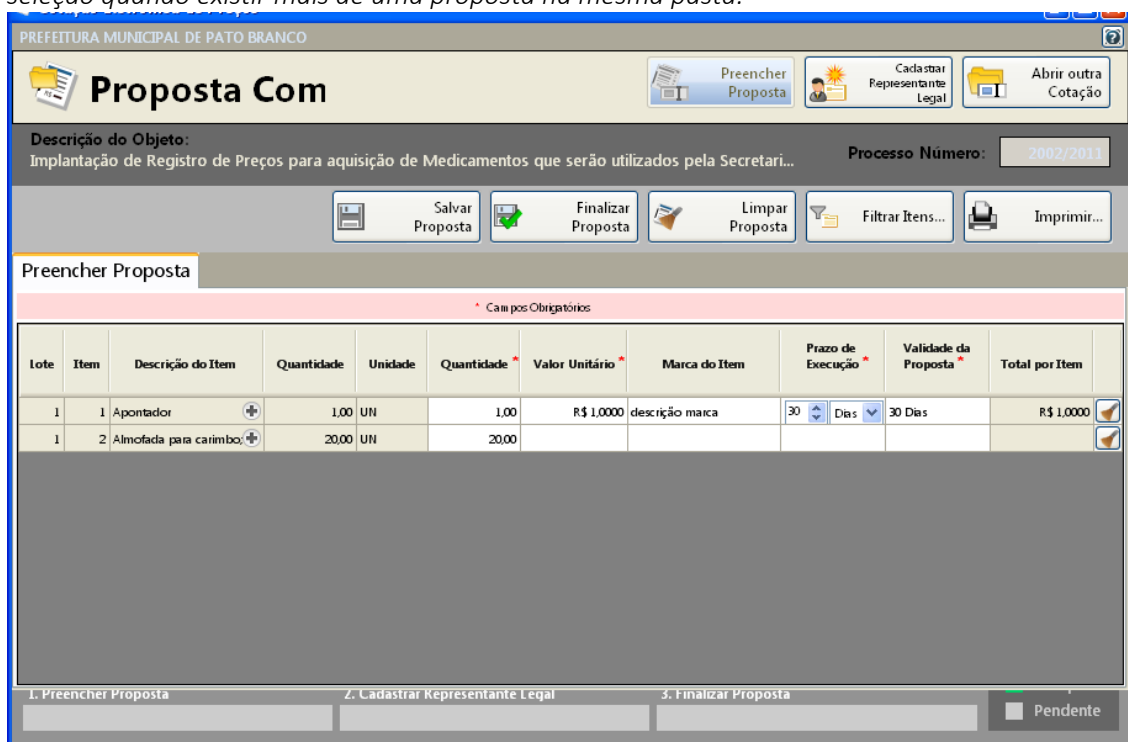 seleção quando existir mais de uma proposta na mesma pasta.
PREFEITURA MUNICIPAL DE PATO BRANCO
Proposta Com
Preencher
Proposta
Cadastrar
Representante
Legal
Abrir outra
Cotação
Descrição do Objeto:
Implantação de Registro de Preços para aquisição de Medicamentos que serão utilizados pela Secretari...
Processo Número:
2002/2011
Salvar
Proposta
Finalizar
Proposta
Limpar
Proposta
Filtrar Itens...
Imprimir...
Preencher Proposta
* Campos Obrigatórios
Lote Item Descrição do Item Quantidade Unidade Quantidade * Valor Unitário * Marca do Item Prazo de Execução * Validade da Proposta * Total por Item
1 1 Apontador 1,00 UN 1,00 R$ 1,0000 descrição marca 30 Dias 30 Dias R$ 1,0000
1 2 Almofada para carimbo; 20,00 UN 20,00
1. Preencher Proposta 2. Cadastrar Representante Legal 3. Finalizar Proposta
Pendente